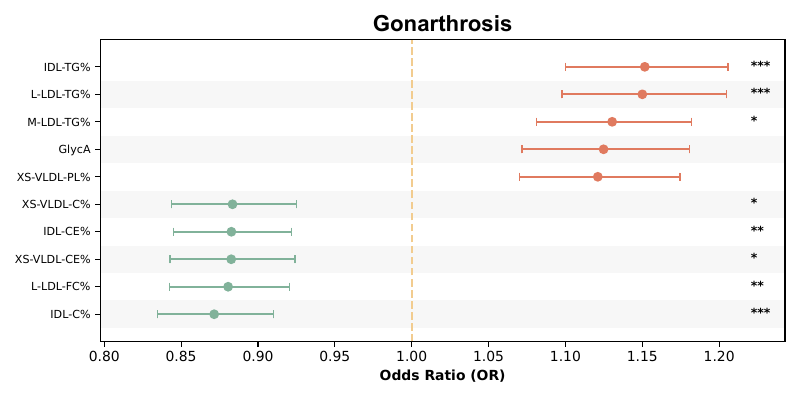 Gonarthrosis
IDL-TG% ***
L-LDL-TG% ***
M-LDL-TG% *
GlycA
XS-VLDL-PL%
XS-VLDL-C% *
IDL-CE% **
XS-VLDL-CE% *
L-LDL-FC% **
IDL-C% ***
0.80 0.85 0.90 0.95 1.00 1.05 1.10 1.15 1.20
Odds Ratio (OR)